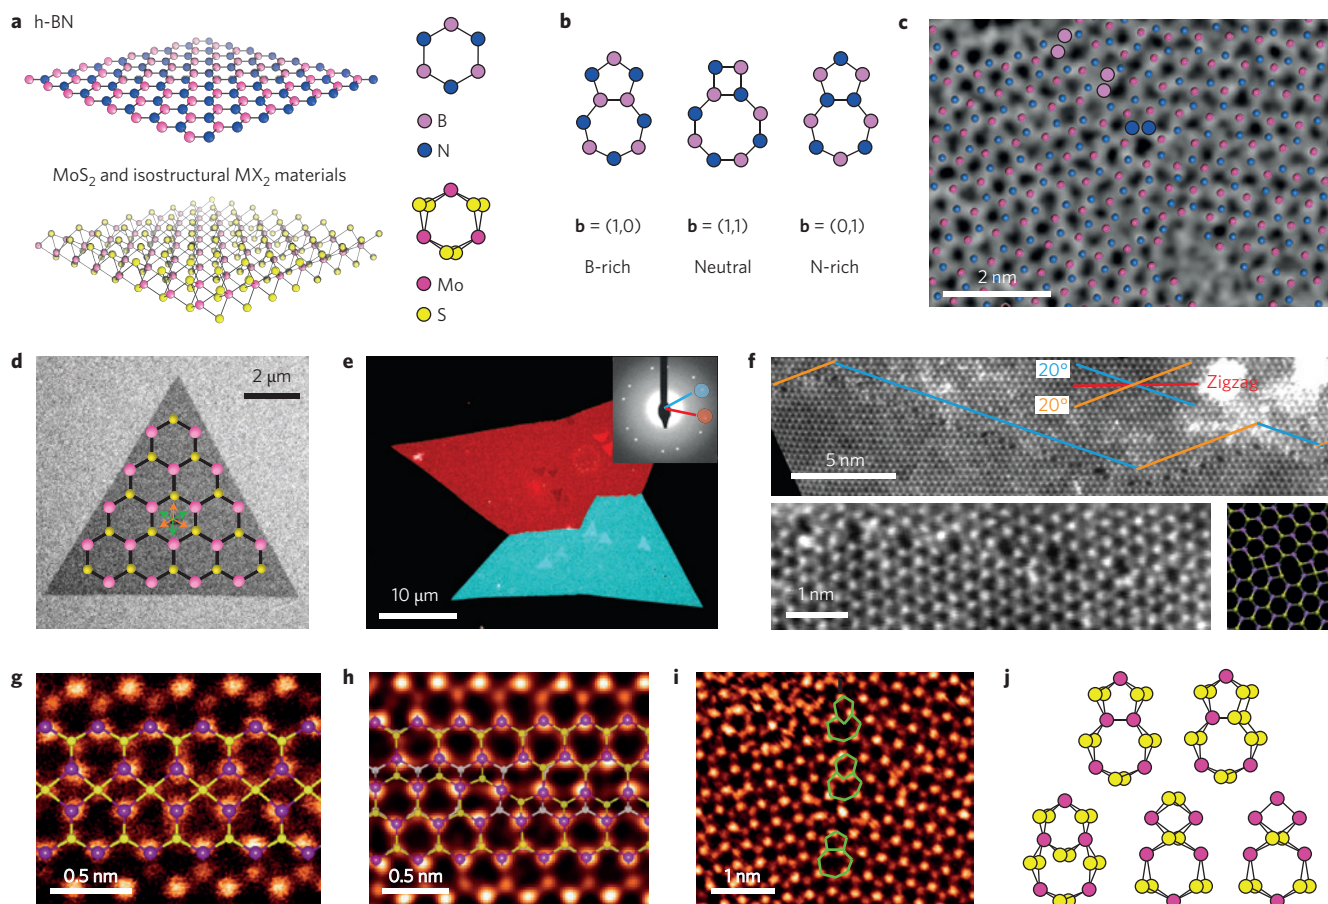 a h-BN
B
N
MoS2 and isostructural MX2 materials
Mo
S
b
b = (1,0) b = (1,1) b = (0,1)
B-rich Neutral N-rich
c
2 nm
d
2 μm
e
10 μm
f
20°
Zigzag
20°
5 nm
1 nm
g
0.5 nm
h
0.5 nm
i
1 nm
j